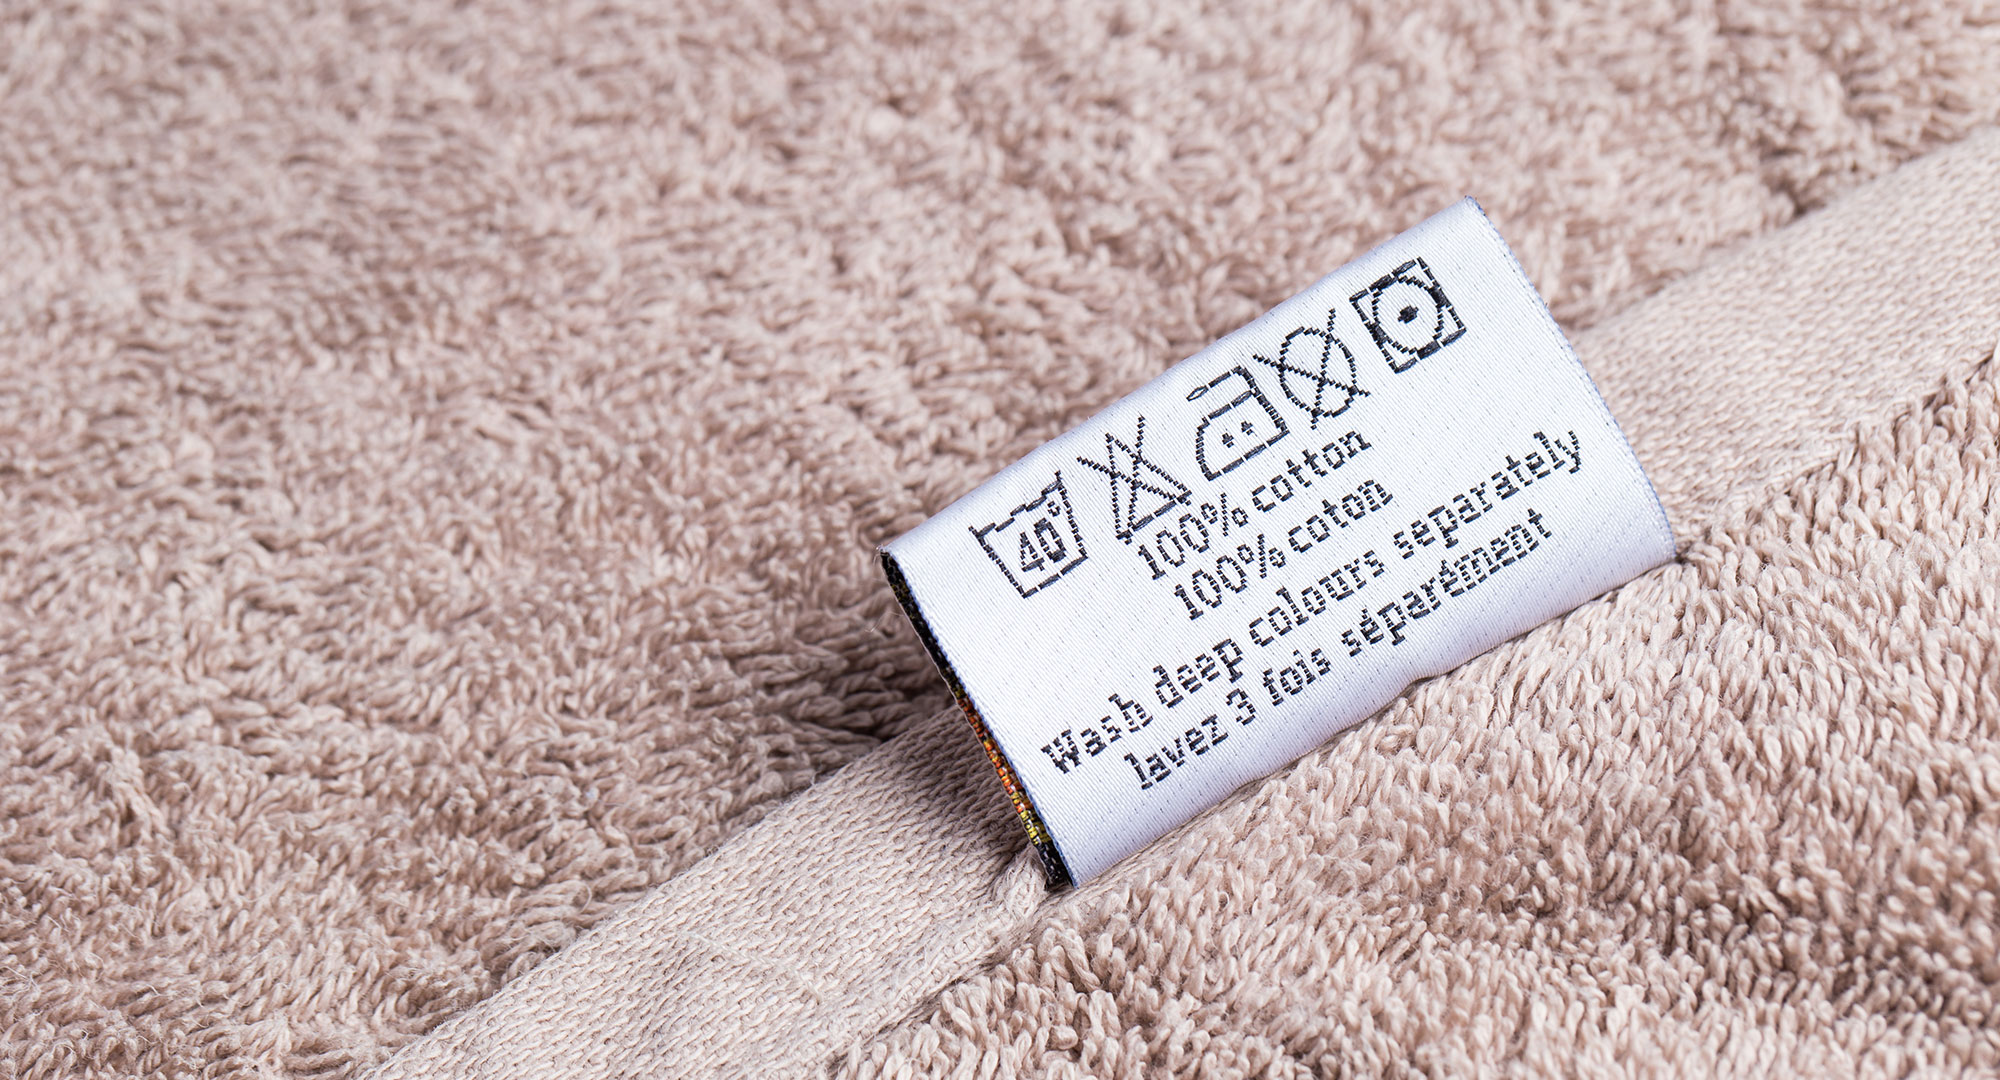 40°
100% cotton
100% coton
Wash deep colours separately
lavez 3 fois séparément